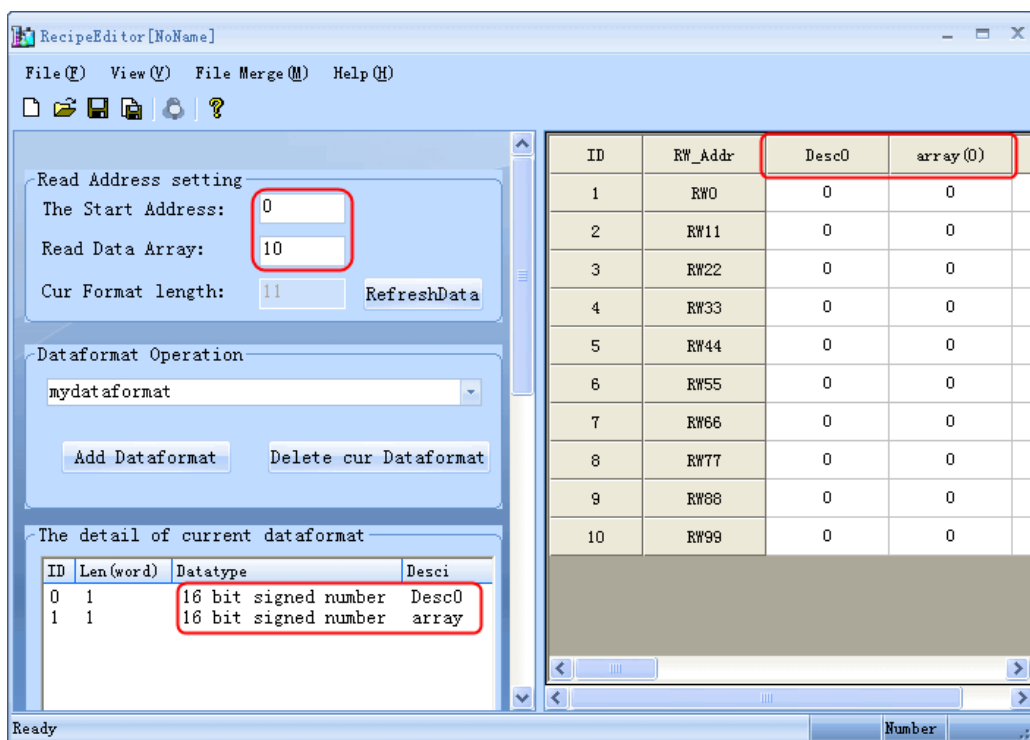 RecipeEditor[NoName]
File(F) View(V) File Merge(M) Help(H)
Read Address setting
The Start Address: 0
Read Data Array: 10
Cur Format length: 11 RefreshData
Dataformat Operation
mydataformat
Add Dataformat Delete cur Dataformat
The detail of current dataformat
ID Len(word) Datatype Desci
0 1 16 bit signed number Desc0
1 1 16 bit signed number array
ID RW_Addr Desc0 array(0)
1 RW0 0 0
2 RW11 0 0
3 RW22 0 0
4 RW33 0 0
5 RW44 0 0
6 RW55 0 0
7 RW66 0 0
8 RW77 0 0
9 RW88 0 0
10 RW99 0 0
Ready Number